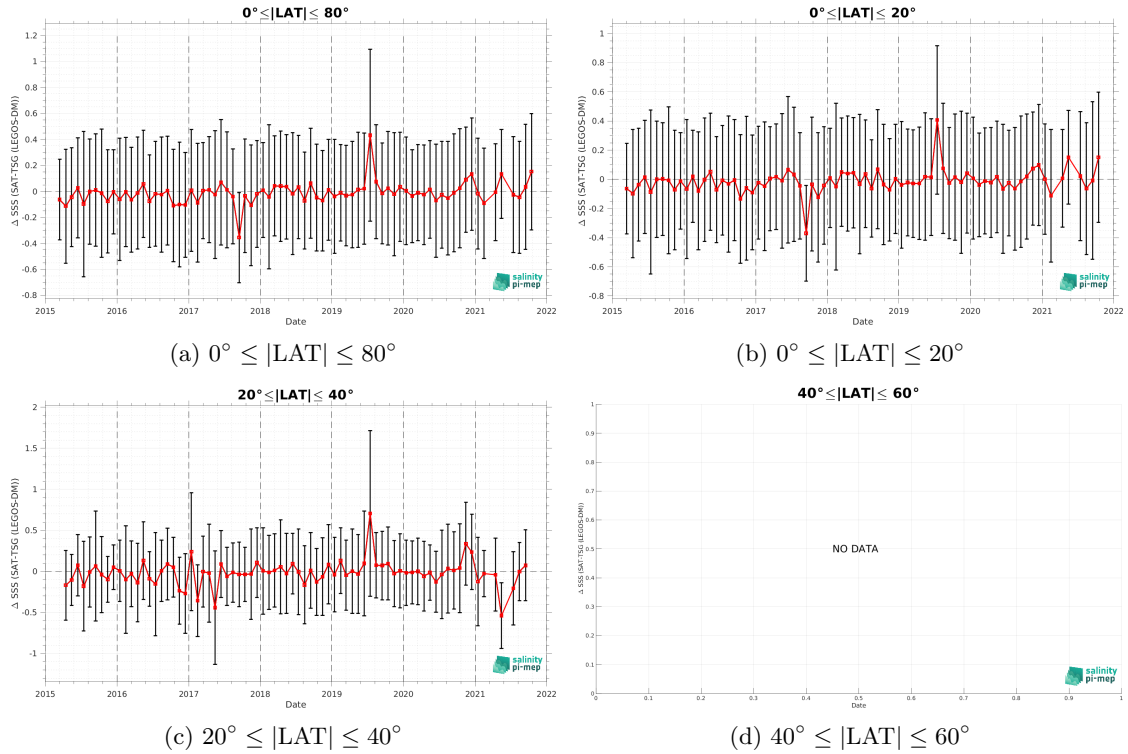 0°≤|LAT|≤ 80°
Δ SSS (SAT-TSG (LEGOS-DM))
1.2
1
0.8
0.6
0.4
0.2
0
-0.2
-0.4
-0.6
-0.8
2015 2016 2017 2018 2019 2020 2021 2022
Date
salinity
pi-mep
(a) 0° ≤ |LAT| ≤ 80°
0°≤|LAT|≤ 20°
Δ SSS (SAT-TSG (LEGOS-DM))
1
0.8
0.6
0.4
0.2
0
-0.2
-0.4
-0.6
-0.8
2015 2016 2017 2018 2019 2020 2021 2022
Date
salinity
pi-mep
(b) 0° ≤ |LAT| ≤ 20°
20°≤|LAT|≤ 40°
Δ SSS (SAT-TSG (LEGOS-DM))
2
1.5
1
0.5
0
-0.5
-1
2015 2016 2017 2018 2019 2020 2021 2022
Date
salinity
pi-mep
(c) 20° ≤ |LAT| ≤ 40°
40°≤|LAT|≤ 60°
Δ SSS (SAT-TSG (LEGOS-DM))
1
0.9
0.8
0.7
0.6
0.5
0.4
0.3
0.2
0.1
0
NO DATA
0 0.1 0.2 0.3 0.4 0.5 0.6 0.7 0.8 0.9 1
Date
salinity
pi-mep
(d) 40° ≤ |LAT| ≤ 60°